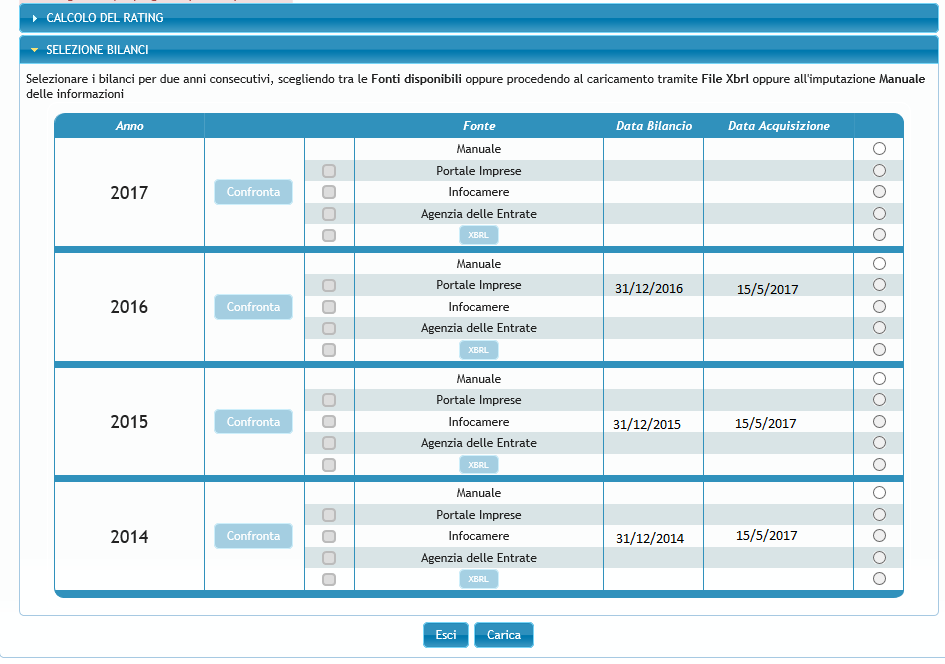 CALCOLO DEL RATING
SELEZIONE BILANCI
Selezionare i bilanci per due anni consecutivi, scegliendo tra le Fonti disponibili oppure procedendo al caricamento tramite File Xbrl oppure all'imputazione Manuale
delle informazioni
Anno Fonte Data Bilancio Data Acquisizione
Manuale
Portale Imprese
2017 Confronta Infocamere
Agenzia delle Entrate
XBRL
Manuale
Portale Imprese 31/12/2016 15/5/2017
2016 Confronta Infocamere
Agenzia delle Entrate
XBRL
Manuale
Portale Imprese
2015 Confronta Infocamere 31/12/2015 15/5/2017
Agenzia delle Entrate
XBRL
Manuale
Portale Imprese
2014 Confronta Infocamere 31/12/2014 15/5/2017
Agenzia delle Entrate
XBRL
Esci Carica